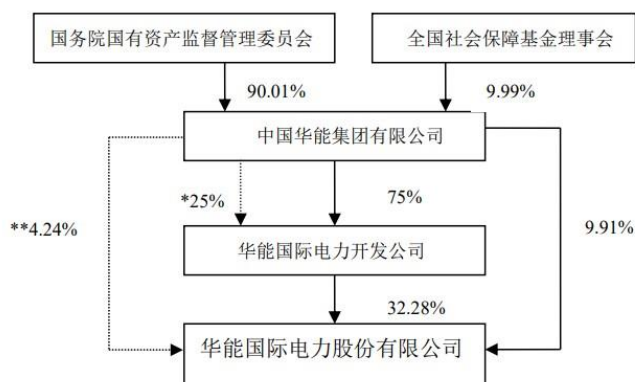 国务院国有资产监督管理委员会
全国社会保障基金理事会
90.01%
9.99%
中国华能集团有限公司
*25%
75%
**4.24%
9.91%
华能国际电力开发公司
32.28%
华能国际电力股份有限公司